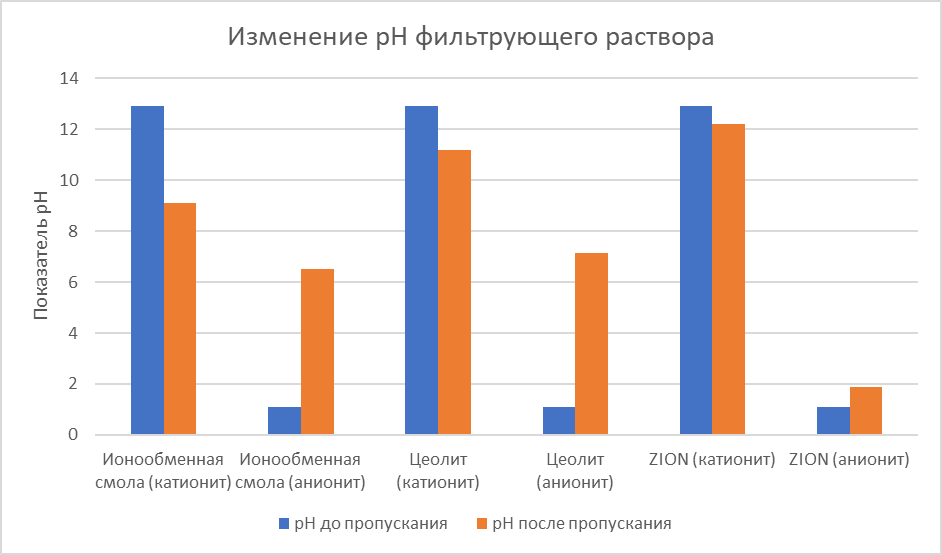 Изменение pH фильтрующего раствора
Показатель pH
14
12
10
8
6
4
2
0
Ионообменная
смола (катионит)
Ионообменная
смола (анионит)
Цеолит
(катионит)
Цеолит
(анионит)
ZION (катионит)
ZION (анионит)
pH до пропускания
pH после пропускания